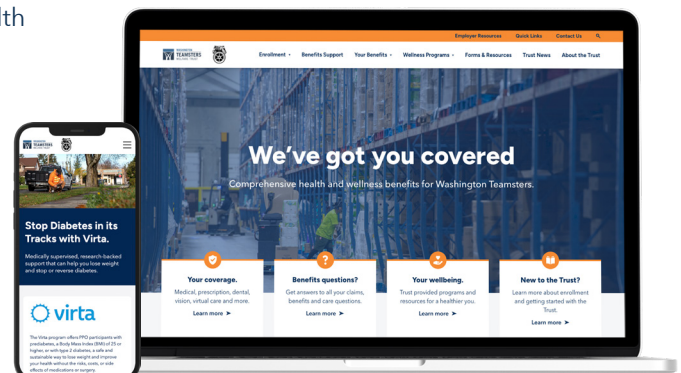 lth
Employer Resources Quick Links Contact Us
WASHINGTON
TEAMSTERS
WELFARE TRUST
Enrollment Benefits Support Your Benefits Wellness Programs Forms & Resources Trust News About the Trust
We've got you covered
Comprehensive health and wellness benefits for Washington Teamsters.
Your coverage.
Medical, prescription, dental,
vision, virtual care and more.
Learn more ➤
?
Benefits questions?
Get answers to all your claims,
benefits and care questions.
Learn more ➤
Your wellbeing.
Trust provided programs and
resources for a healthier you.
Learn more ➤
New to the Trust?
Learn more about enrollment
and getting started with the
Trust.
Learn more ➤
TEAMSTERS
Stop Diabetes in its
Tracks with Virta.
Medically supervised, research-backed
support that can help you lose weight
and stop or reverse diabetes.
virta
The Virta program offers PPO participants with
prediabetes, a Body Mass Index (BMI) of 25 or
higher, or with type 2 diabetes, a safe and
sustainable way to lose weight and improve
your health without the risks, costs, or side
effects of medications or surgery.